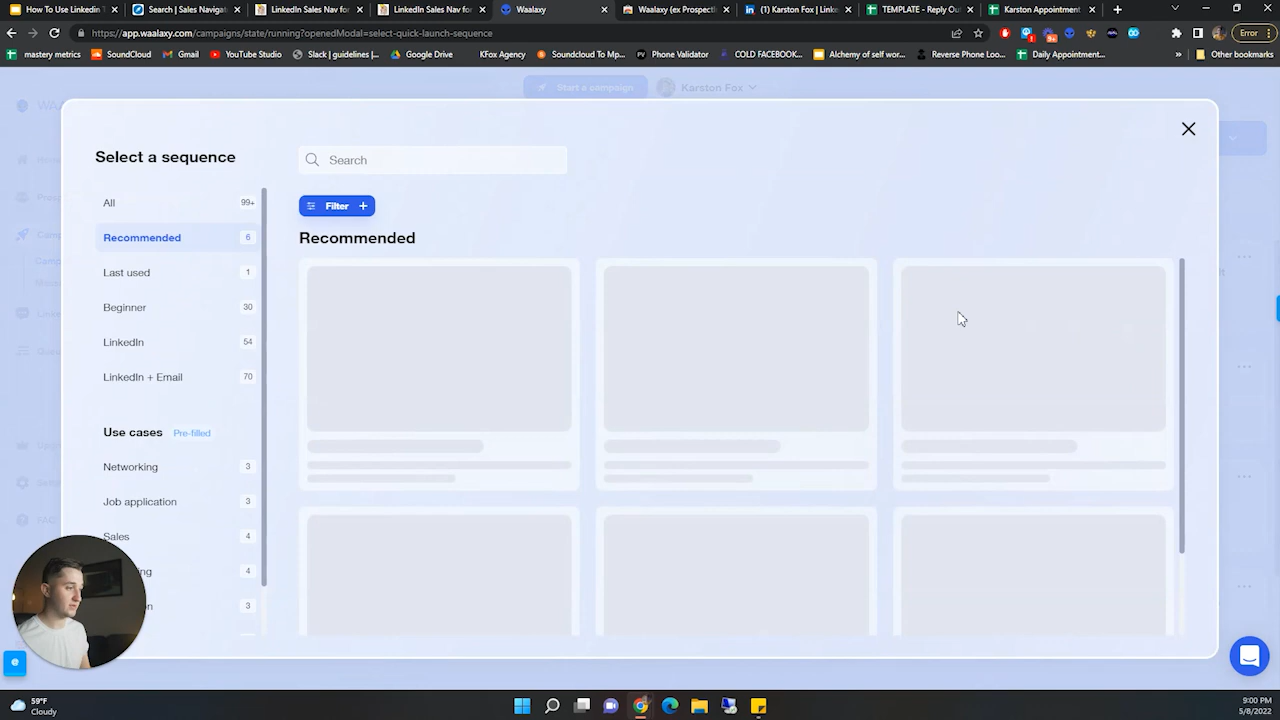 How To Use Linkedin T
Search | Sales Navigat
LinkedIn Sales Nav for
LinkedIn Sales Nav for
Waalaxy
Waalaxy (ex Prospecti
(1) Karston Fox | Linke
TEMPLATE - Reply Cu
Karston Appointment
https://app.waalaxy.com/campaigns/state/running?openedModal=select-quick-launch-sequence
Error
mastery metrics
SoundCloud
Gmail
YouTube Studio
Slack | guidelines |...
Google Drive
KFox Agency
Soundcloud To Mp...
Phone Validator
COLD FACEBOOK...
Alchemy of self wor...
Reverse Phone Loo...
Daily Appointment...
Other bookmarks
Start a campaign
Karston Fox
Select a sequence
Search
All
99+
Filter
Recommended
6
Recommended
Last used
1
Beginner
30
LinkedIn
54
LinkedIn + Email
70
Use cases
Pre-filled
Networking
3
Job application
3
Sales
4
4
3
59°F
Cloudy
9:00 PM
5/8/2022